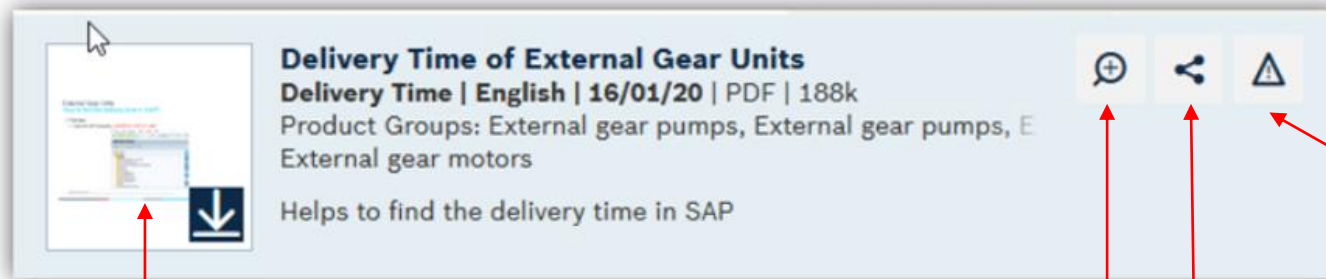 Delivery Time of External Gear Units
Delivery Time | English | 16/01/20 | PDF | 188k
Product Groups: External gear pumps, External gear pumps, E
External gear motors
Helps to find the delivery time in SAP